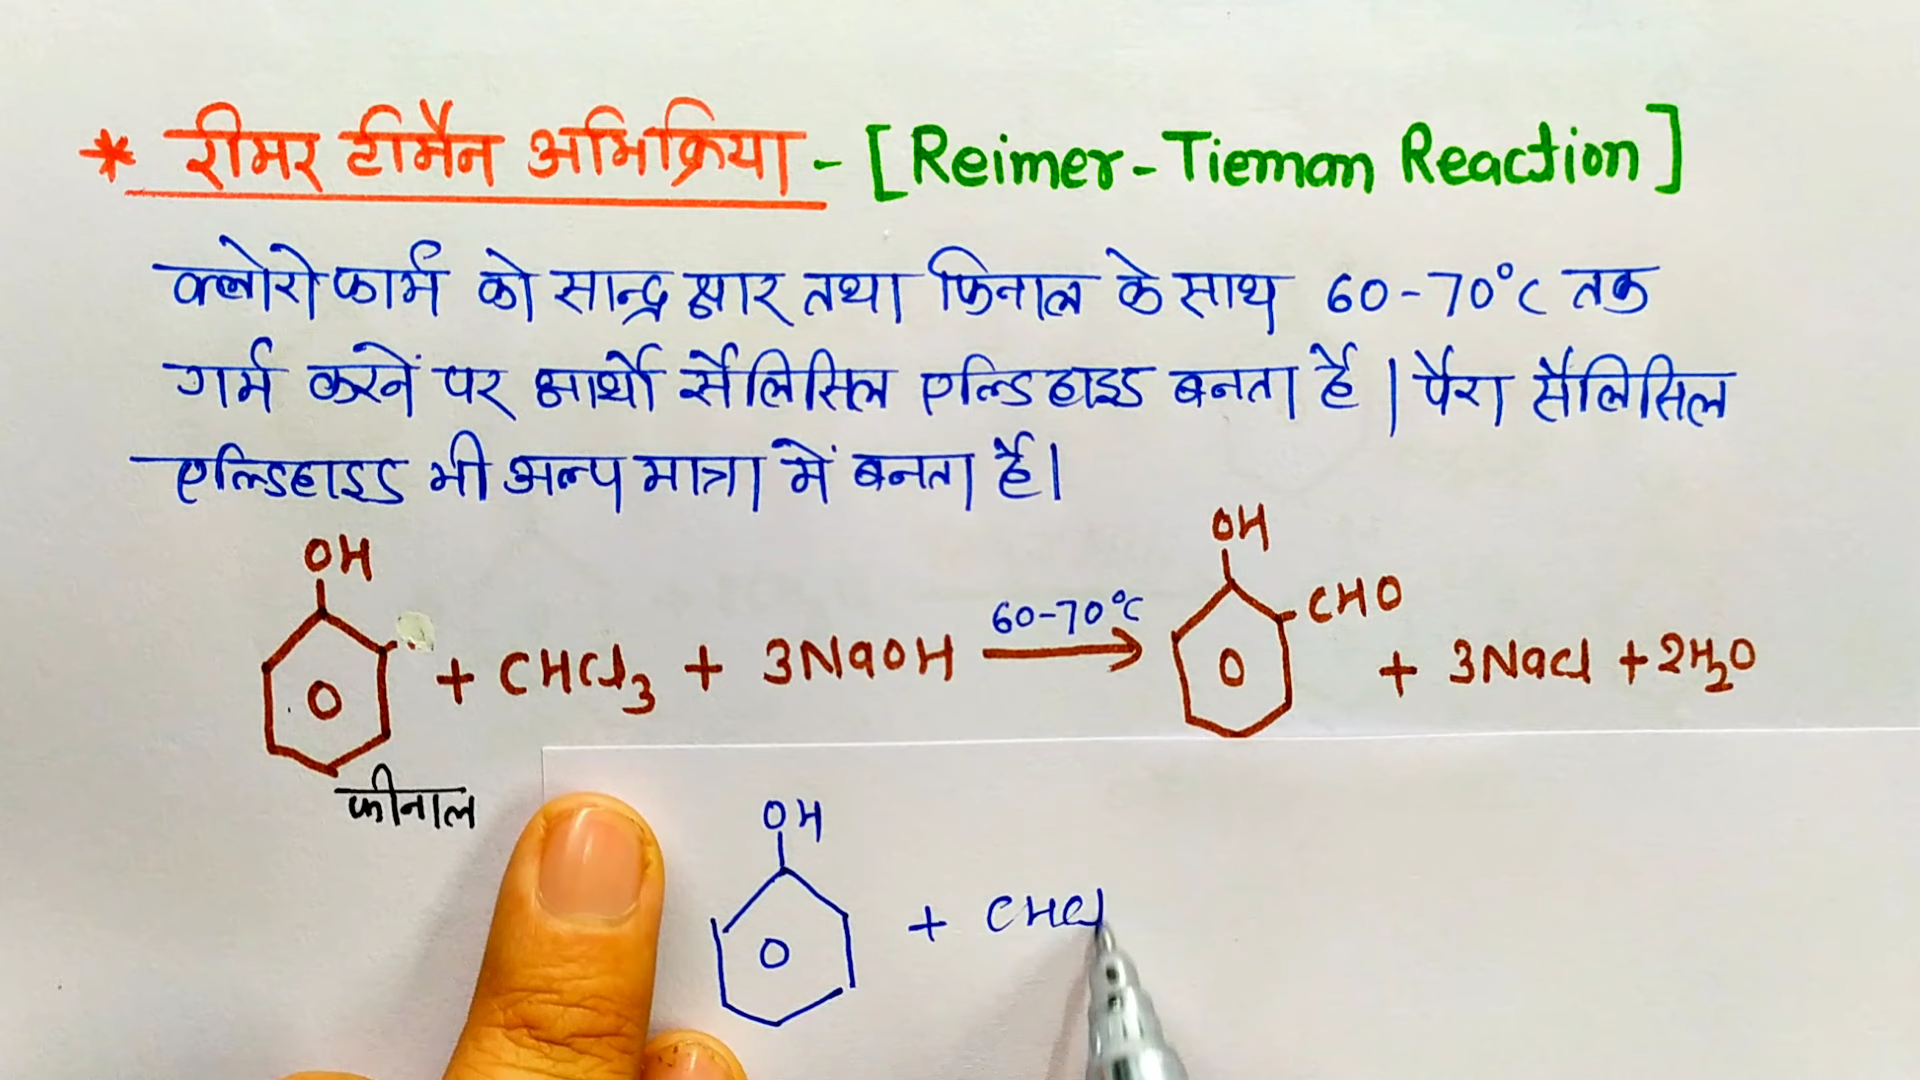 * रीमर टीमैन अभिक्रिया - [Reimer-Tieman Reaction]
क्लोरोफार्म को सान्द्र क्षार तथा फिनाल के साथ 60-70°C तक
गर्म करनें पर आर्थो सैलिसिल एल्डिहाइड बनता है। पैरा सैलिसिल
एल्डिहाइड भी अल्प मात्रा में बनता है।
OH OH
60-70°C CHO
+ CHCl3 + 3NaOH → + 3NaCl + 2H2O
फीनाल
OH
+ CHCl